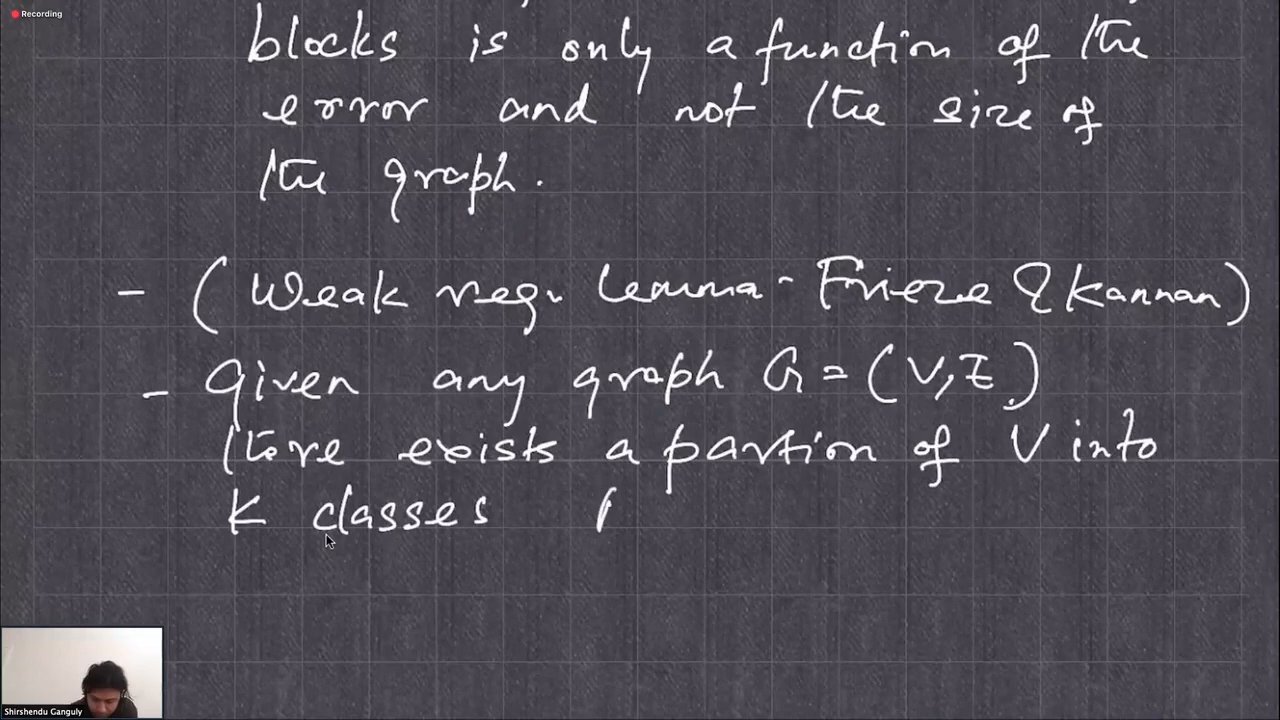 Recording
blocks is only a function of the
error and not the size of
the graph.
- (Weak regu. lemma - Frieze & Kannan)
- Given any graph G = (V, E)
there exists a partion of V into
K classes
Shirshendu Ganguly